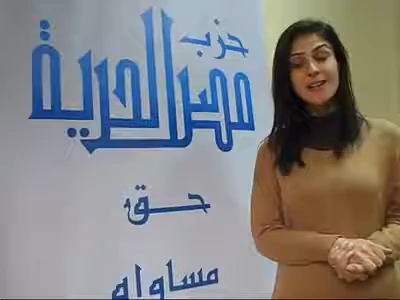 حزب
مصر الحرية
حق
مساواه